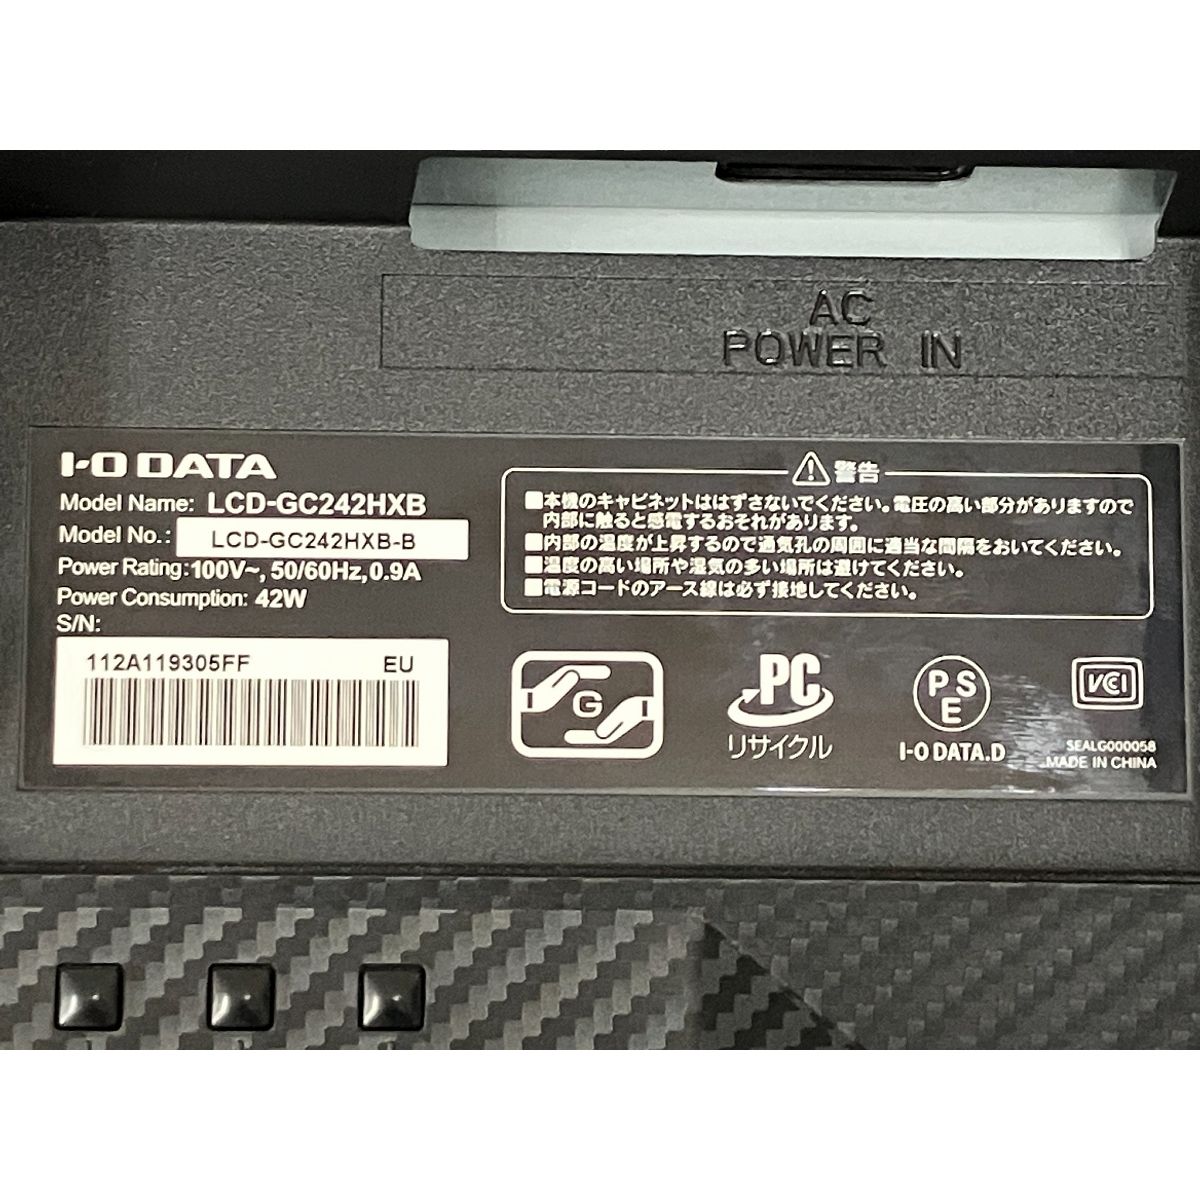 AC
POWER IN
I-O DATA
Model Name: LCD-GC242HXB
Model No.: LCD-GC242HXB-B
Power Rating:100V~, 50/60Hz, 0.9A
Power Consumption: 42W
S/N:
112A119305FF EU
警告
■本機のキャビネットははずさないでください。電圧の高い部分がありますので
内部に触ると感電するおそれがあります。
■内部の温度が上昇するので通気孔の周囲に適当な間隔をおいてください。
■温度の高い場所や湿気の多い場所は避けてください。
■電源コードのアース線は必ず接地してください。
G
PC
リサイクル
PSE
I-O DATA.D
VCI
SEALG000058
MADE IN CHINA